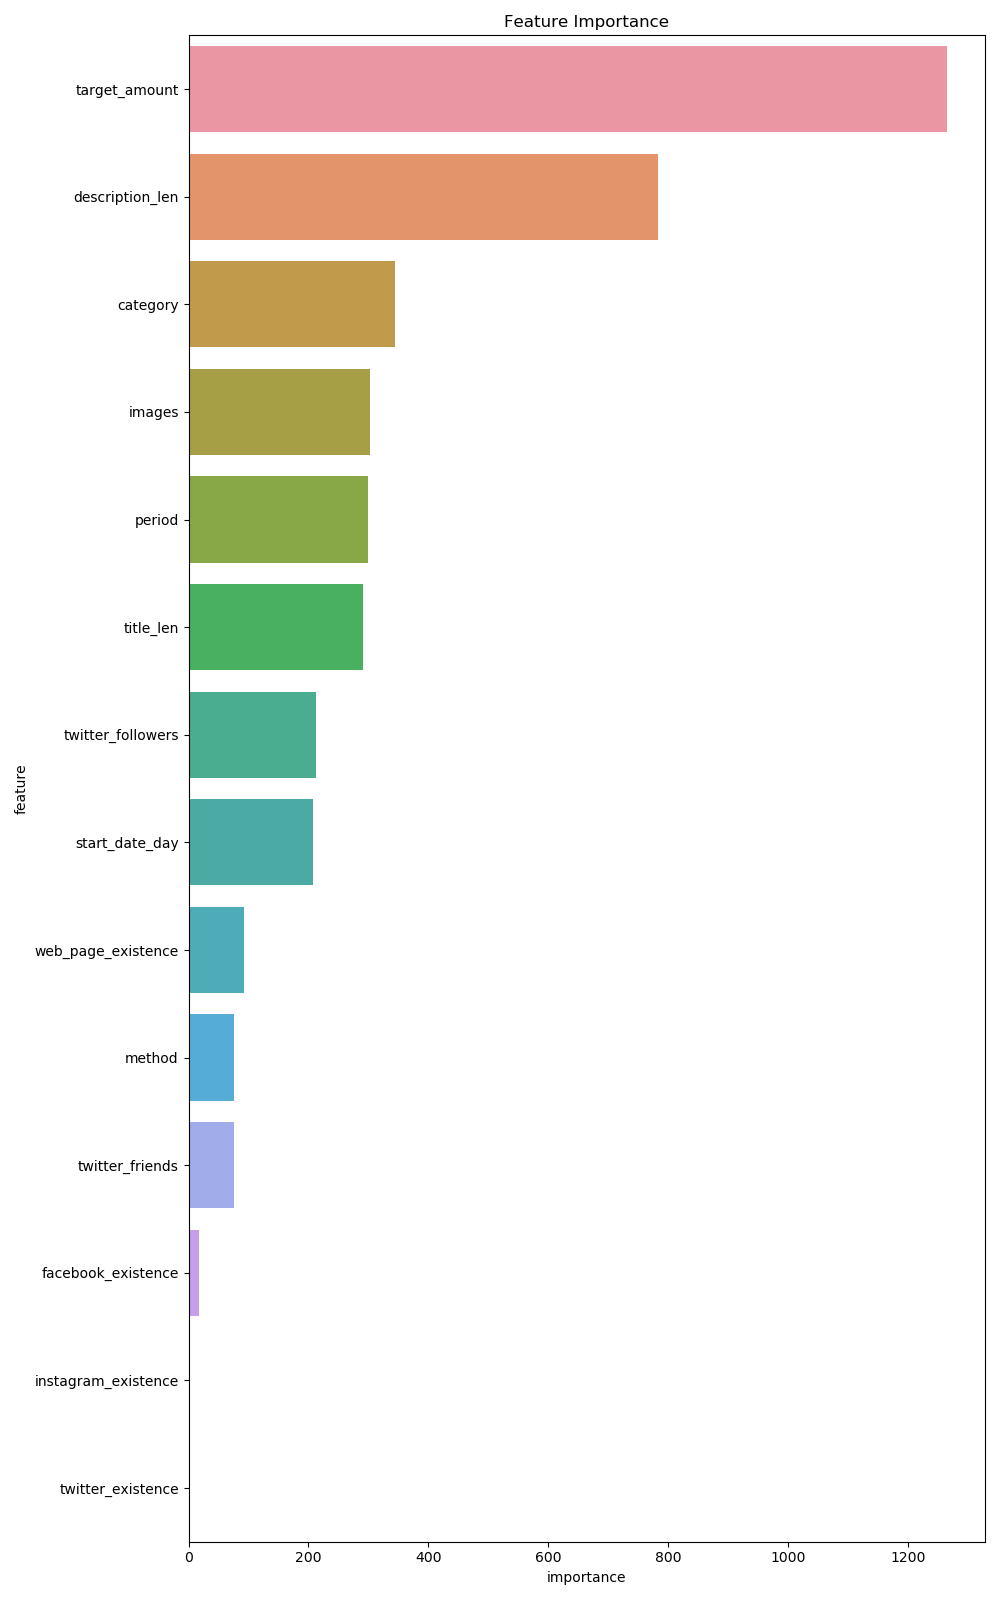 Feature Importance
target_amount
description_len
category
images
period
title_len
twitter_followers
start_date_day
web_page_existence
method
twitter_friends
facebook_existence
instagram_existence
twitter_existence
feature
0 200 400 600 800 1000 1200
importance